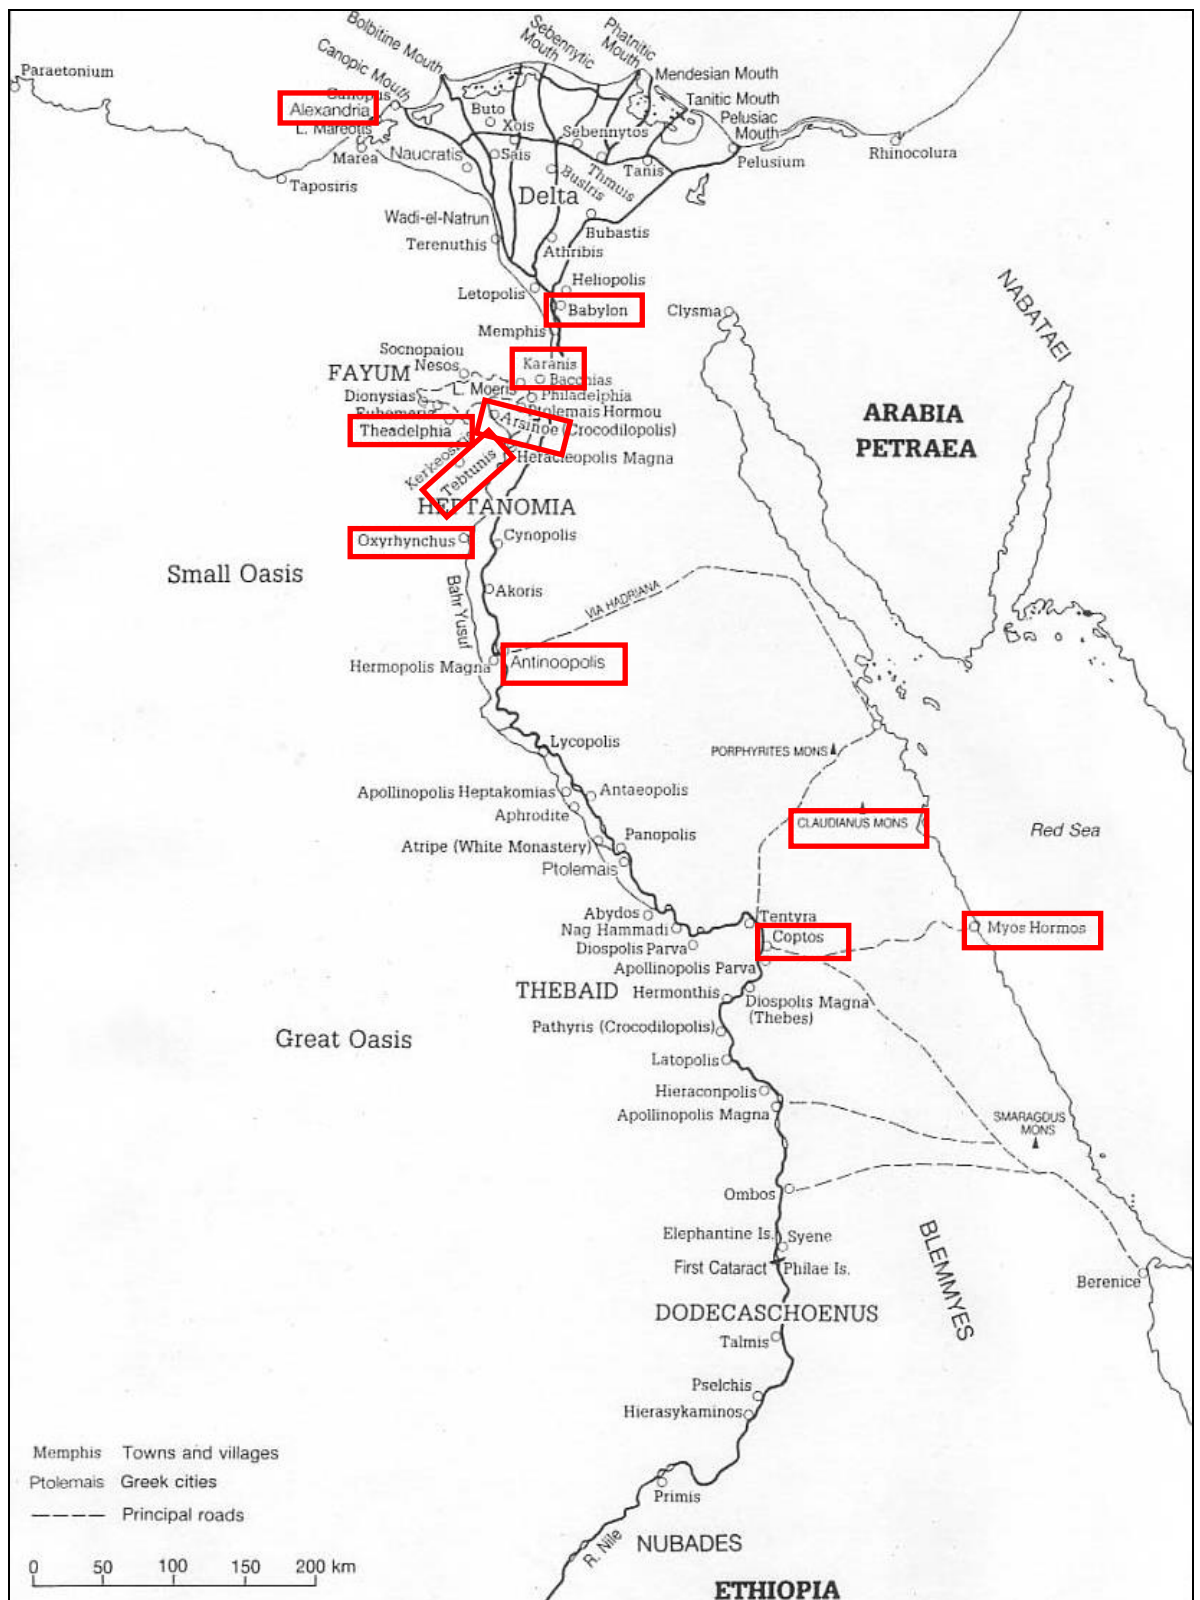 Bolbitine Mouth
Canopic Mouth
Sebennytic
Mouth
Phatnitic
Mouth
Mendesian Mouth
Tanitic Mouth
Pelusiac
Mouth
Paraetonium
Canopus
Alexandria
L. Mareotis
Marea
Taposiris
Naucratis
Buto
Xois
Sais
Sebennytos
Busiris
Thmuis
Tanis
Pelusium
Rhinocolura
Delta
Wadi-el-Natrun
Terenuthis
Bubastis
Athribis
Letopolis
Heliopolis
Babylon
Memphis
Clysma
NABATAEI
Socnopaiou
Nesos
Karanis
Bacchias
FAYUM
L. Moeris
Philadelphia
Dionysias
Euhemeria
Ptolemais Hormou
Theadelphia
Arsinoe (Crocodilopolis)
Kerkeosiris
Tebtunis
Heracleopolis Magna
ARABIA
PETRAEA
HEPTANOMIA
Oxyrhynchus
Cynopolis
Small Oasis
Bahr Yusuf
Akoris
VIA HADRIANA
Hermopolis Magna
Antinoopolis
Lycopolis
PORPHYRITES MONS
Apollinopolis Heptakomias
Antaeopolis
Aphrodite
CLAUDIANUS MONS
Red Sea
Panopolis
Atripe (White Monastery)
Ptolemais
Abydos
Tentyra
Nag Hammadi
Coptos
Myos Hormos
Diospolis Parva
Apollinopolis Parva
THEBAID
Hermonthis
Diospolis Magna
(Thebes)
Great Oasis
Pathyris (Crocodilopolis)
Latopolis
Hieraconpolis
Apollinopolis Magna
SMARAGDUS
MONS
Ombos
Elephantine Is.
Syene
First Cataract
Philae Is.
BLEMMYES
Berenice
DODECASCHOENUS
Talmis
Pselchis
Hierasykaminos
Memphis Towns and villages
Ptolemais Greek cities
Principal roads
Primis
R. Nile
NUBADES
0 50 100 150 200 km
ETHIOPIA